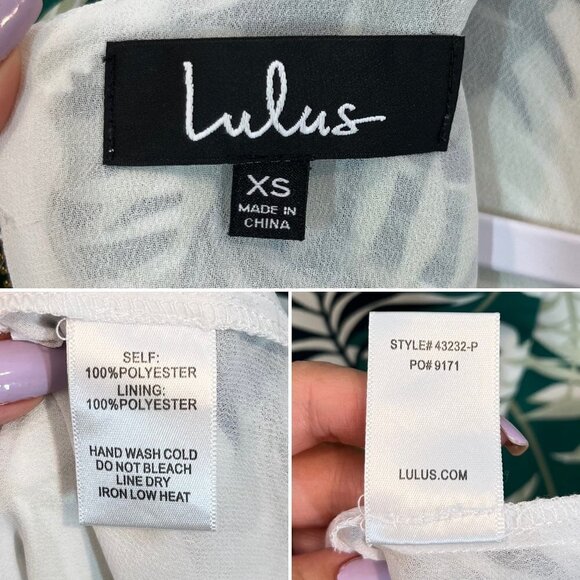 Lulus
XS
MADE IN
CHINA
SELF:
100%POLYESTER
LINING:
100%POLYESTER
HAND WASH COLD
DO NOT BLEACH
LINE DRY
IRON LOW HEAT
STYLE# 43232-P
PO# 9171
LULUS.COM